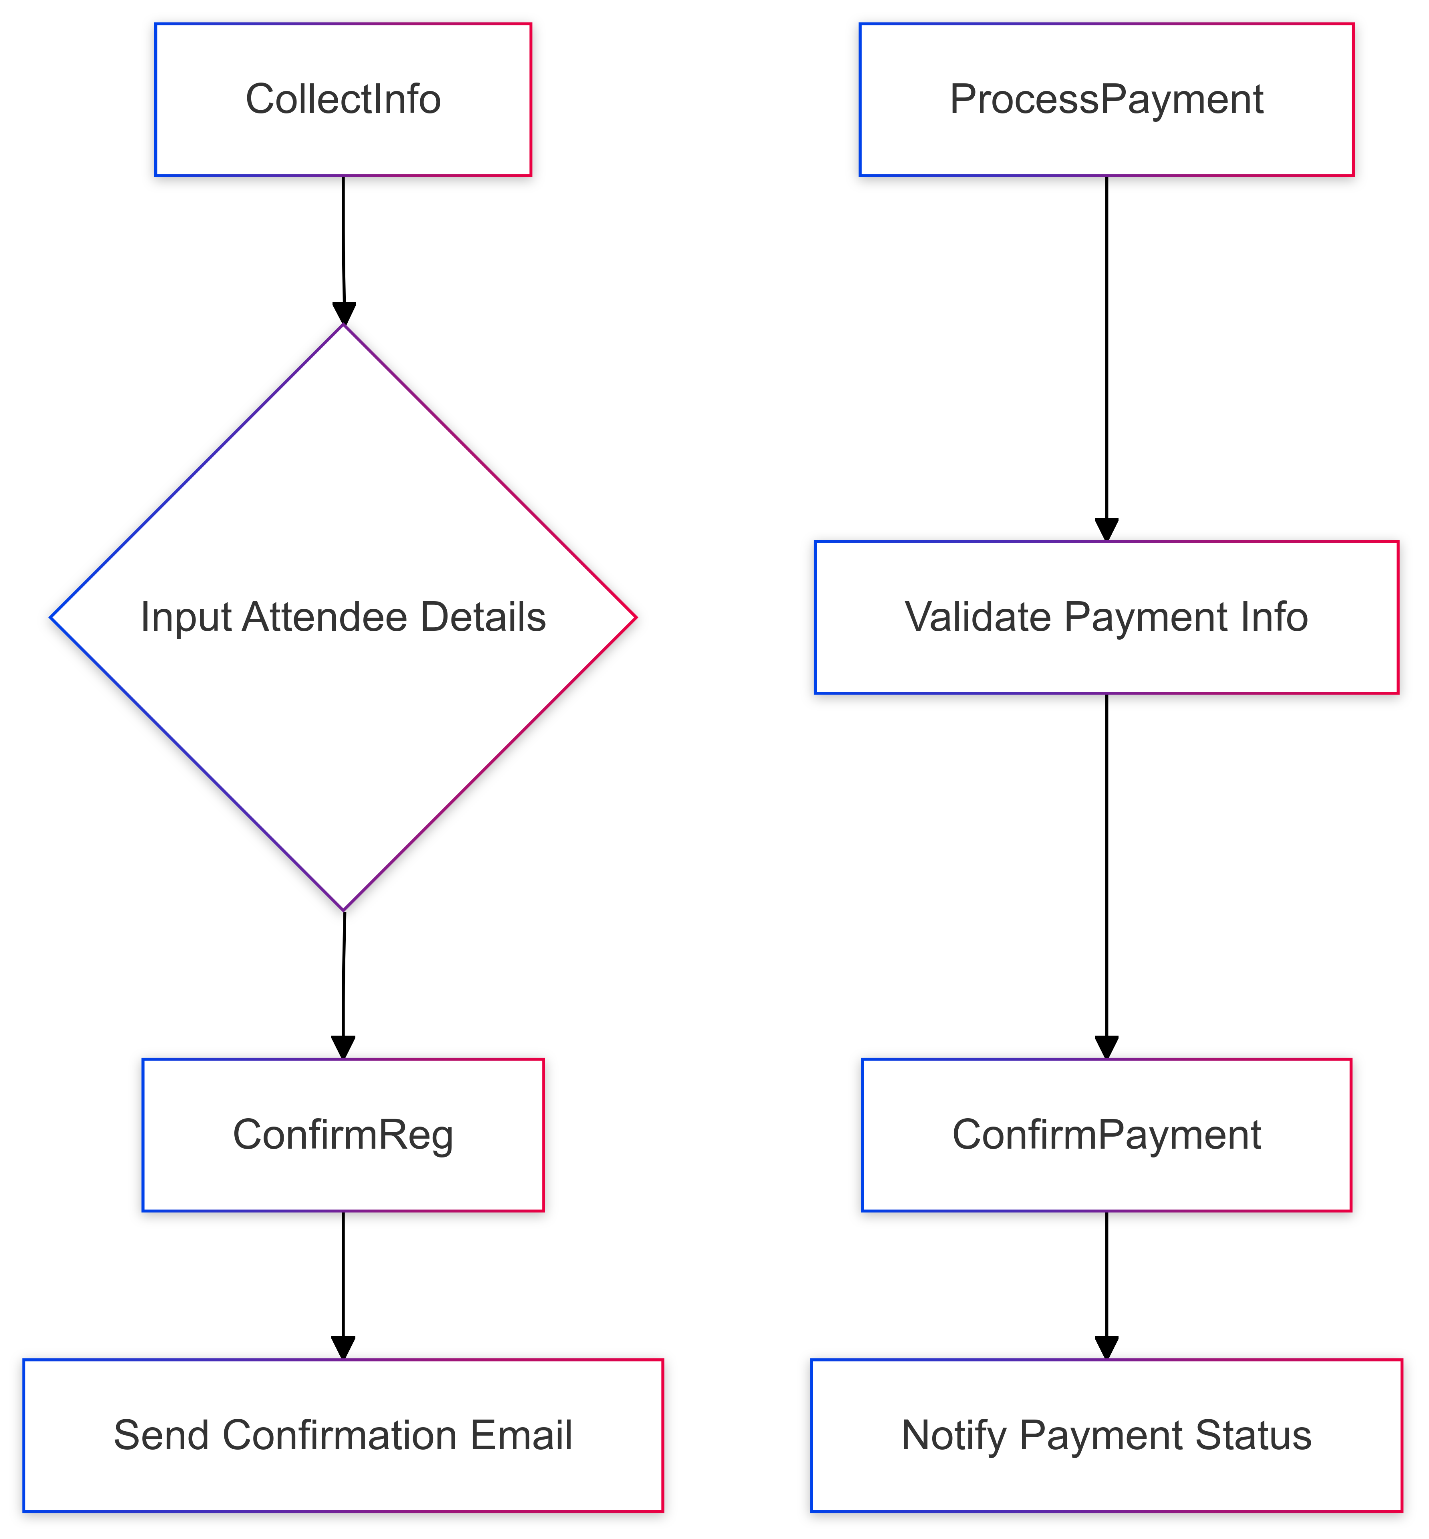 CollectInfo
ProcessPayment
Input Attendee Details
Validate Payment Info
ConfirmReg
ConfirmPayment
Send Confirmation Email
Notify Payment Status